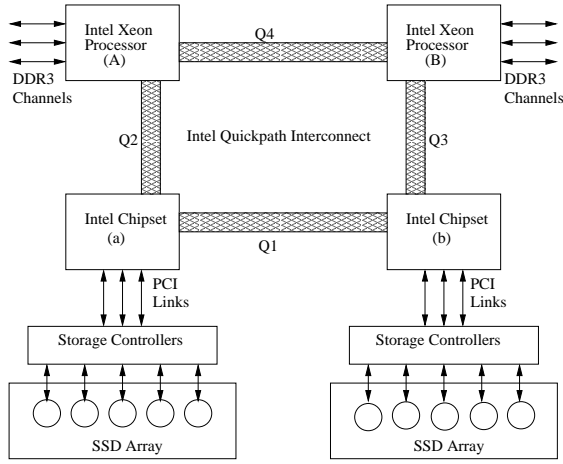 Intel Xeon
Processor
(A)
Q4
Intel Xeon
Processor
(B)
DDR3
Channels
DDR3
Channels
Q2
Intel Quickpath Interconnect
Q3
Intel Chipset
(a)
Q1
Intel Chipset
(b)
PCI
Links
PCI
Links
Storage Controllers
Storage Controllers
SSD Array
SSD Array